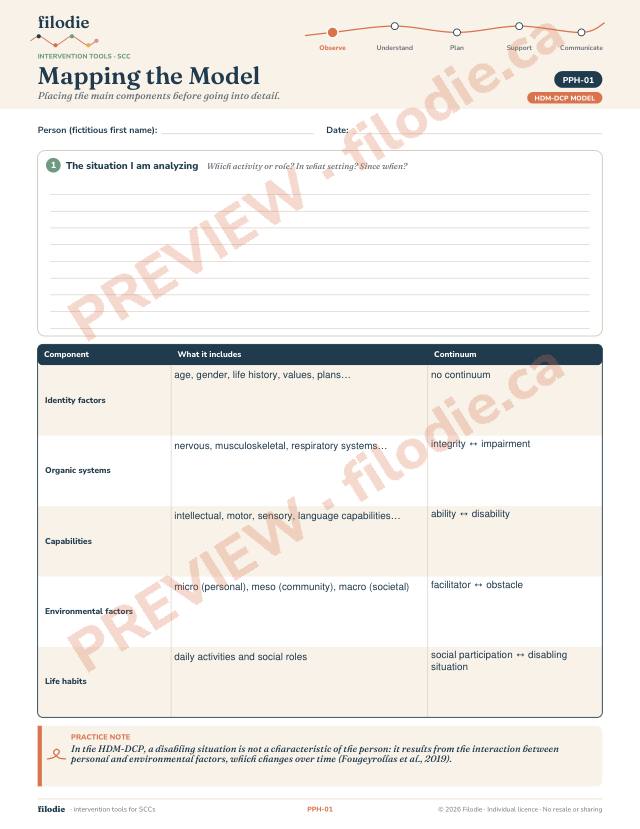 filodie
INTERVENTION TOOLS · SCC
Observe Understand Plan Support Communicate
Mapping the Model
Placing the main components before going into detail.
PPH-01
HDM-DCP MODEL
Person (fictitious first name): Date:
1 The situation I am analyzing Which activity or role? In what setting? Since when?
Component What it includes Continuum
Identity factors
age, gender, life history, values, plans…
no continuum
Organic systems
nervous, musculoskeletal, respiratory systems…
integrity ↔ impairment
Capabilities
intellectual, motor, sensory, language capabilities…
ability ↔ disability
Environmental factors
micro (personal), meso (community), macro (societal)
facilitator ↔ obstacle
Life habits
daily activities and social roles
social participation ↔ disabling
situation
PRACTICE NOTE
In the HDM-DCP, a disabling situation is not a characteristic of the person: it results from the interaction between
personal and environmental factors, which changes over time (Fougeyrollas et al., 2019).
filodie · intervention tools for SCCs PPH-01 © 2026 Filodie · Individual licence · No resale or sharing
PREVIEW · filodie.ca
PREVIEW · filodie.ca